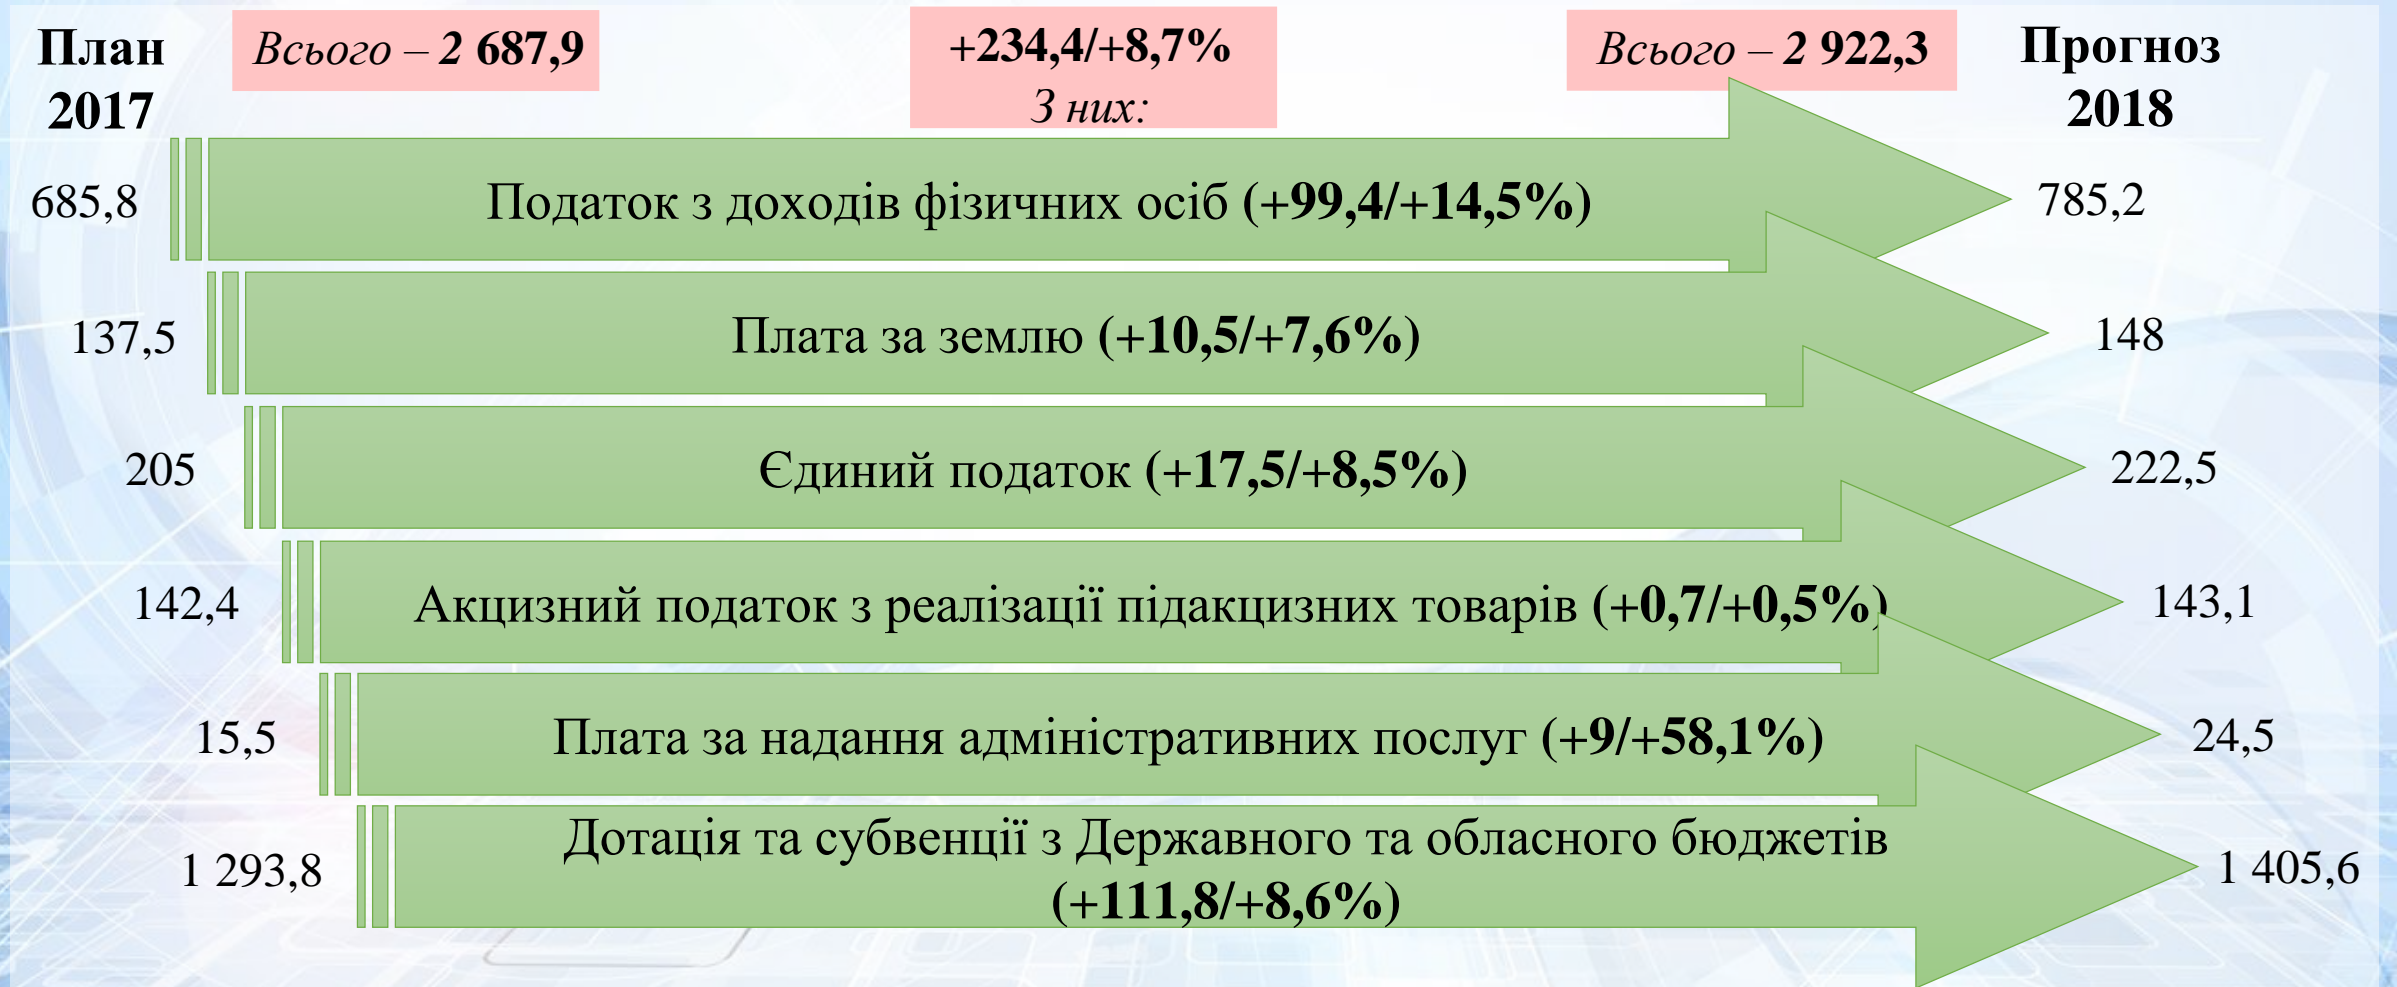 План
2017
Всього – 2 687,9
+234,4/+8,7%
З них:
Всього – 2 922,3
Прогноз
2018
685,8
Податок з доходів фізичних осіб (+99,4/+14,5%)
785,2
137,5
Плата за землю (+10,5/+7,6%)
148
205
Єдиний податок (+17,5/+8,5%)
222,5
142,4
Акцизний податок з реалізації підакцизних товарів (+0,7/+0,5%)
143,1
15,5
Плата за надання адміністративних послуг (+9/+58,1%)
24,5
1 293,8
Дотація та субвенції з Державного та обласного бюджетів
(+111,8/+8,6%)
1 405,6